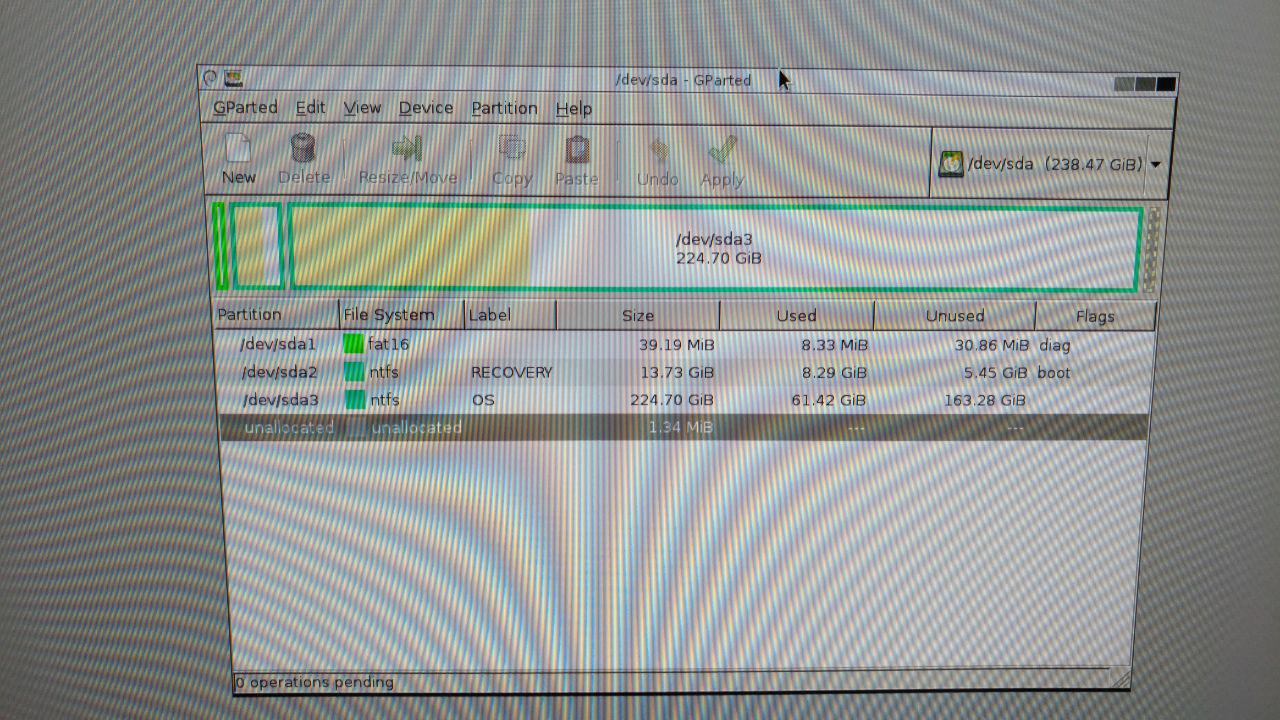 /dev/sda - GParted
GParted Edit View Device Partition Help
New Delete Resize/Move Copy Paste Undo Apply /dev/sda (238.47 GiB)
/dev/sda3
224.70 GiB
Partition File System Label Size Used Unused Flags
/dev/sda1 fat16 39.19 MiB 8.33 MiB 30.86 MiB diag
/dev/sda2 ntfs RECOVERY 13.73 GiB 8.29 GiB 5.45 GiB boot
/dev/sda3 ntfs OS 224.70 GiB 61.42 GiB 163.28 GiB
unallocated unallocated 1.34 MiB --- ---
0 operations pending